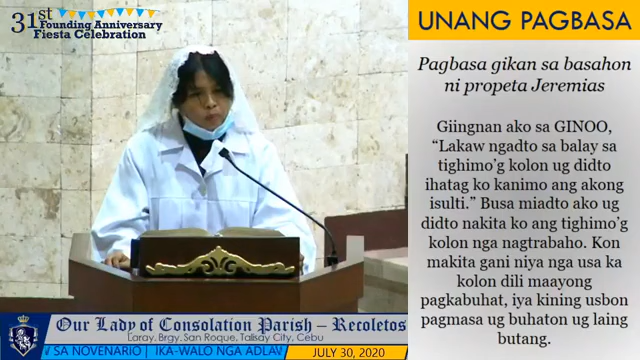 31st
Founding Anniversary
Fiesta Celebration
UNANG PAGBASA
Pagbasa gikan sa basahon
ni propeta Jeremias
Giingnan ako sa GINOO,
“Lakaw ngadto sa balay sa
tighimo’g kolon ug didto
ihatag ko kanimo ang akong
isulti.” Busa miadto ako ug
didto nakita ko ang tighimo’g
kolon nga nagtrabaho. Kon
makita gani niya nga usa ka
kolon dili maayong
pagkabuhat, iya kining usbon
pagmasa ug buhaton ug laing
butang.
Our Lady of Consolation Parish – Recoletos
Laray, Brgy. San Roque, Talisay City, Cebu
SA NOVENARIO
IKA-WALO NGA ADLAW
JULY 30, 2020